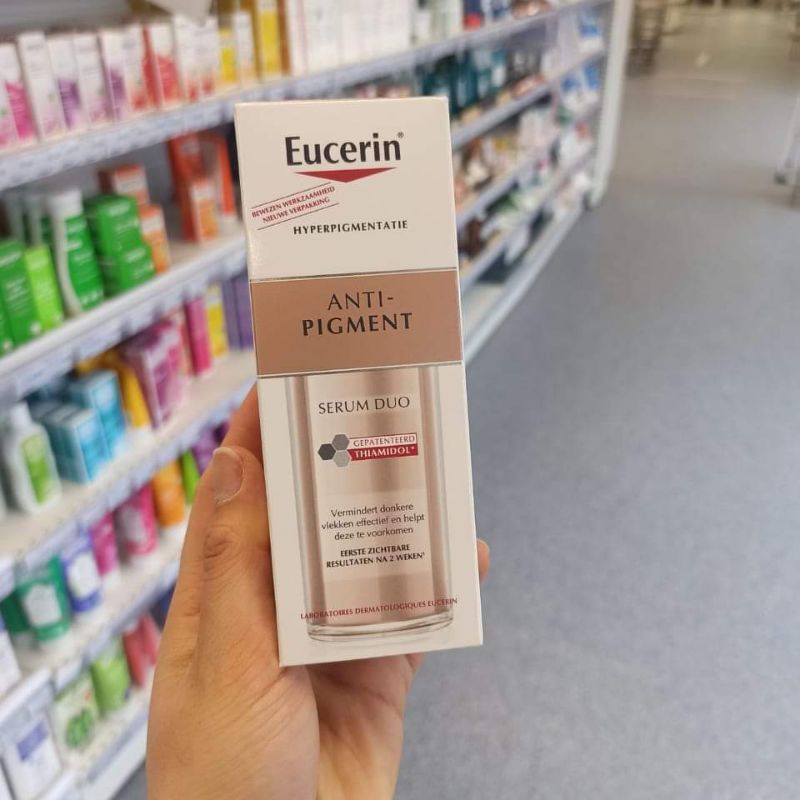 Eucerin®
BEWEZEN WERKZAAMHEID
NIEUWE VERPAKKING
HYPERPIGMENTATIE
ANTI-
PIGMENT
SERUM DUO
GEPATENTEERD
THIAMIDOL*
Vermindert donkere
vlekken effectief en helpt
deze te voorkomen
EERSTE ZICHTBARE
RESULTATEN NA 2 WEKEN¹
LABORATOIRES DERMATOLOGIQUES EUCERIN